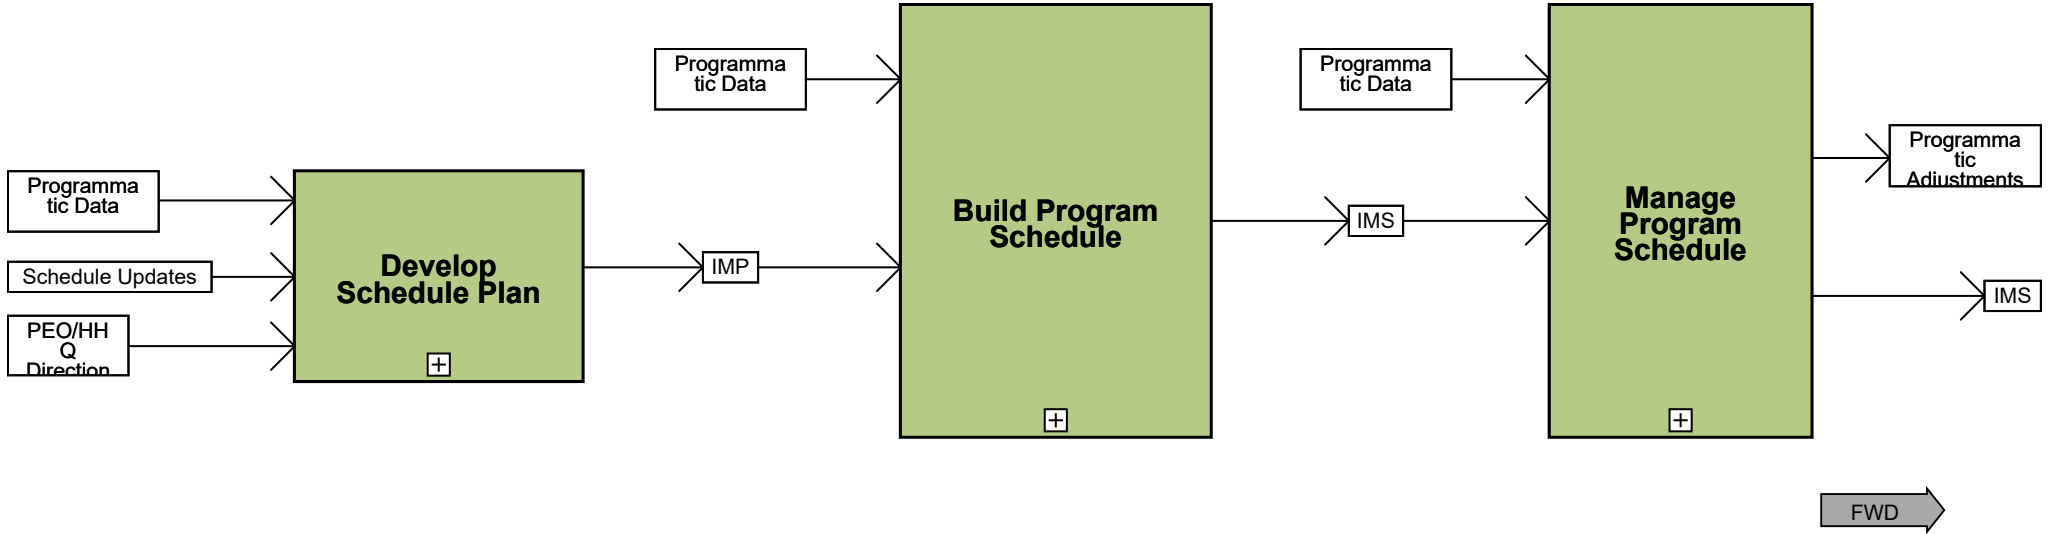 Programma
tic Data
Schedule Updates
PEO/HH
Q
Direction
Develop
Schedule Plan
IMP
Programma
tic Data
Build Program
Schedule
IMS
Programma
tic Data
Manage
Program
Schedule
Programma
tic
Adjustments
IMS
FWD